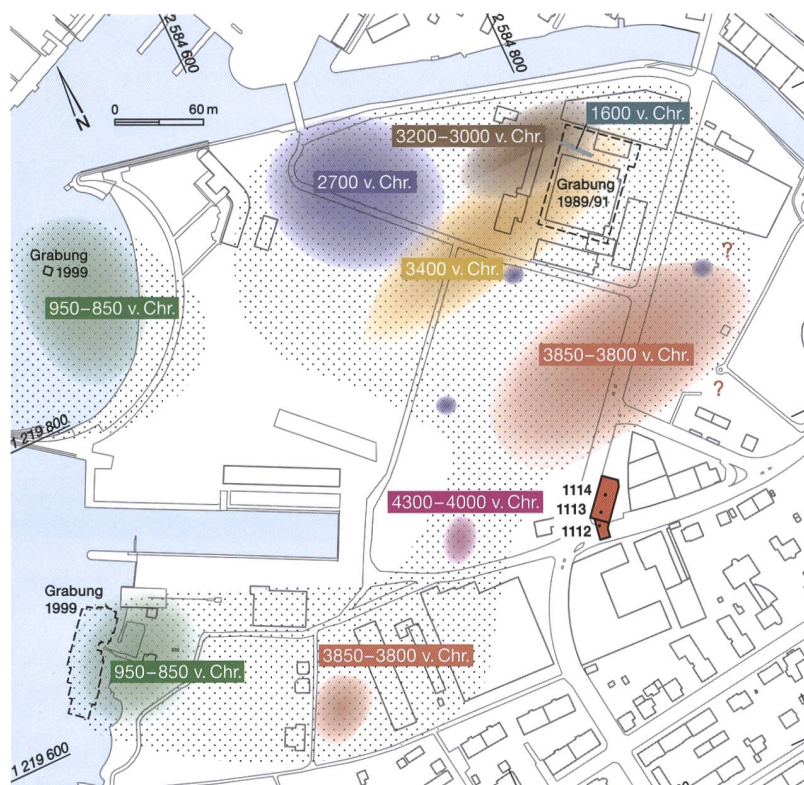 2 584 600
2 584 800
N
0 60 m
1600 v. Chr.
3200–3000 v. Chr.
2700 v. Chr.
Grabung
1989/91
Grabung
1999
3400 v. Chr.
?
950–850 v. Chr.
3850–3800 v. Chr.
?
1 219 800
4300–4000 v. Chr.
1114
1113
1112
Grabung
1999
3850–3800 v. Chr.
950–850 v. Chr.
1 219 600